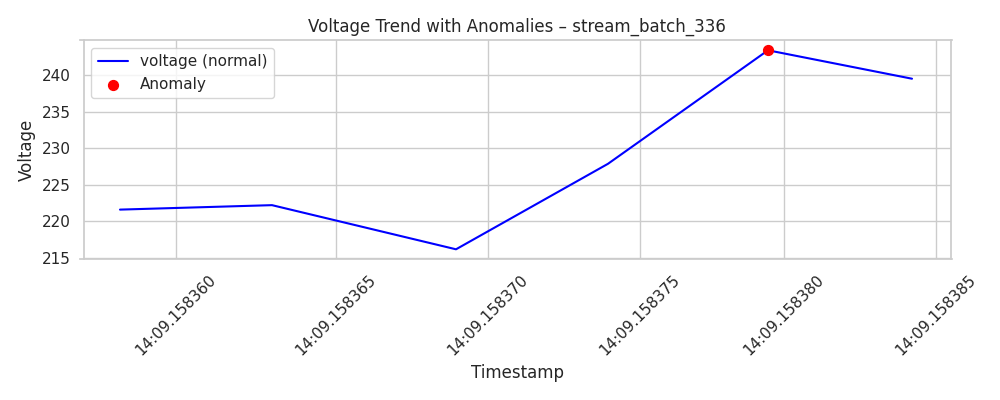 Voltage Trend with Anomalies – stream_batch_336
voltage (normal)
Anomaly
Voltage
240
235
230
225
220
215
14:09.158360
14:09.158365
14:09.158370
14:09.158375
14:09.158380
14:09.158385
Timestamp